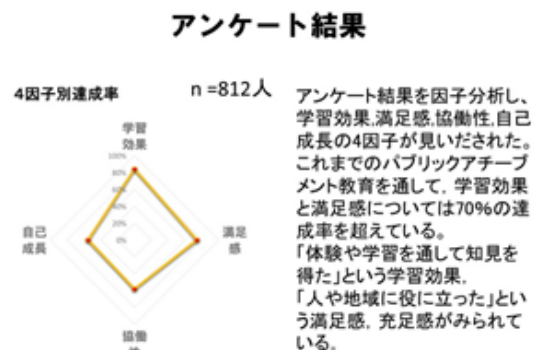 アンケート結果
4因子別達成率
n =812人
学習
効果
100%
80%
60%
40%
20%
0%
自己
成長
満足
感
協働
性
アンケート結果を因子分析し、
学習効果,満足感,協働性,自己
成長の4因子が見いだされた。
これまでのパブリックアチーブ
メント教育を通して，学習効果
と満足感については70%の達
成率を超えている。
「体験や学習を通して知見を
得た」という学習効果，
「人や地域に役に立った」とい
う満足感，充足感がみられて
いる。